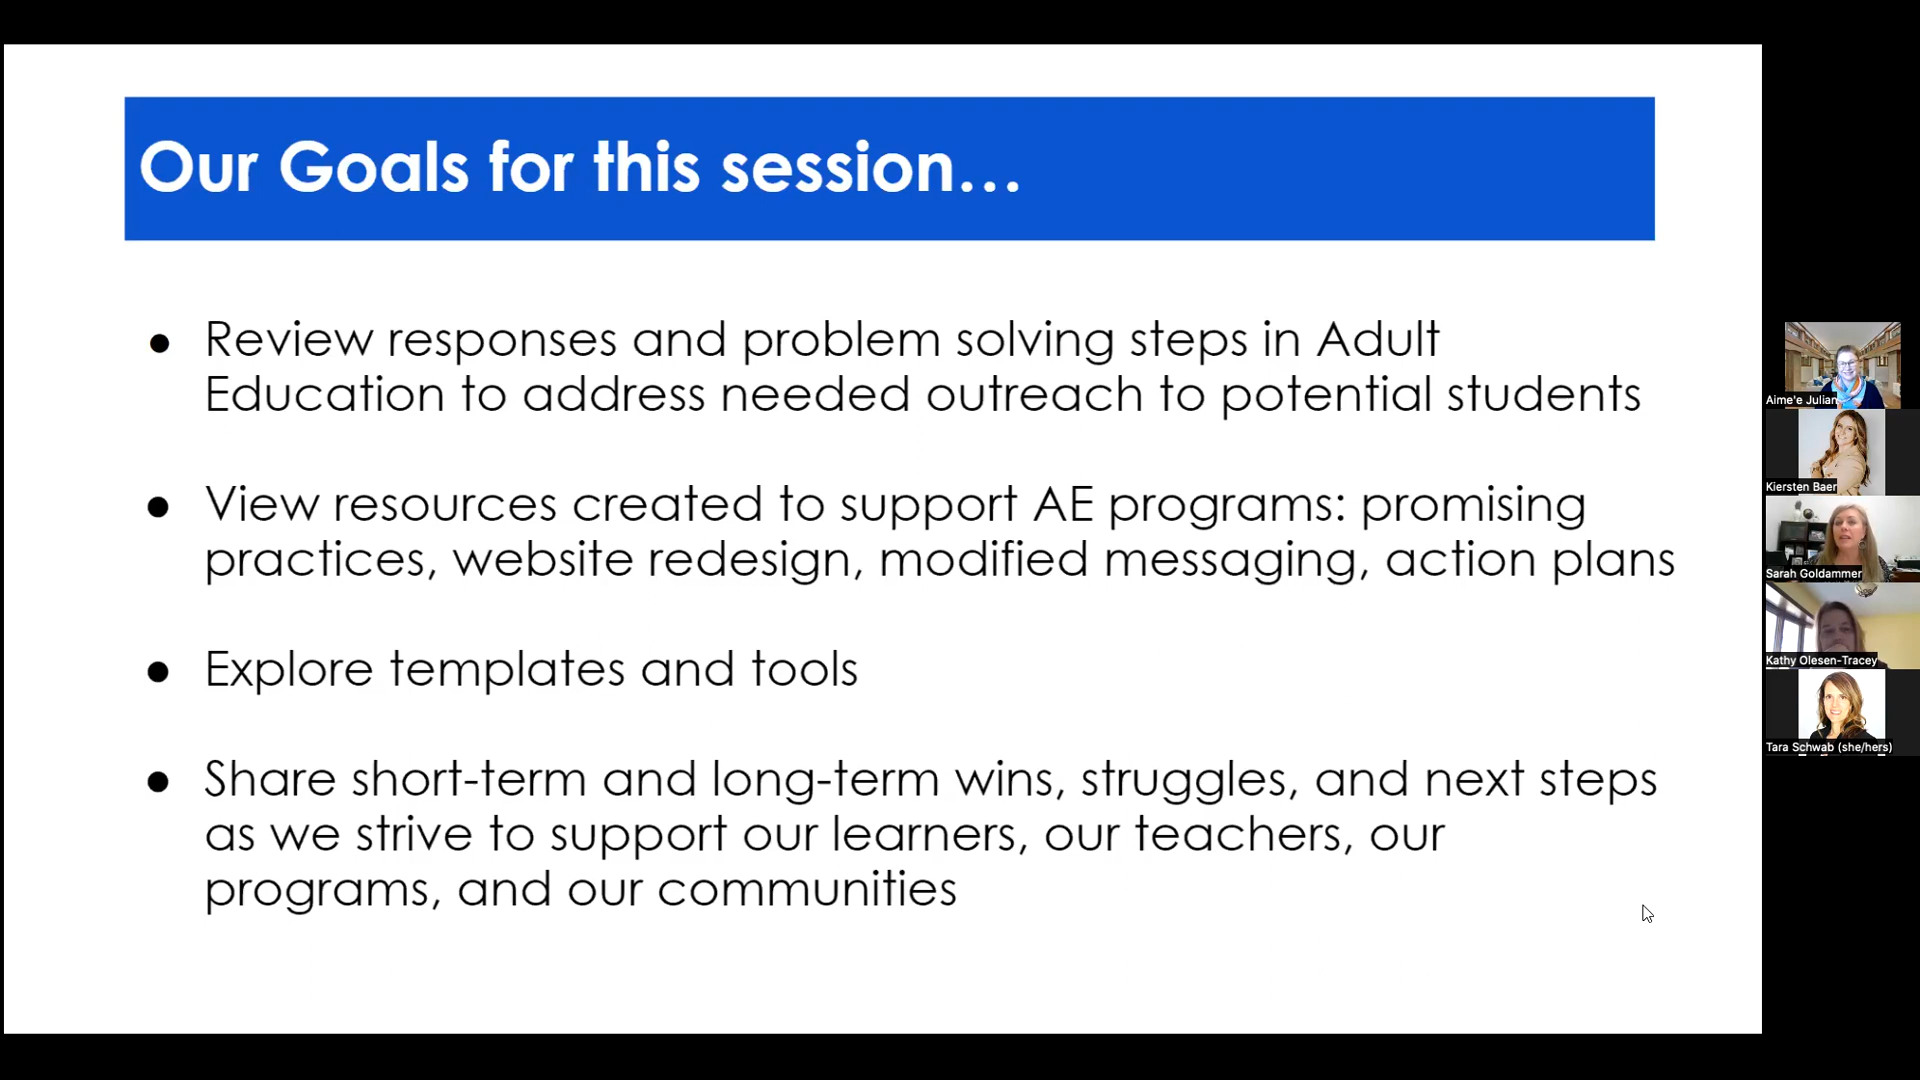 Our Goals for this session…
● Review responses and problem solving steps in Adult
Education to address needed outreach to potential students
● View resources created to support AE programs: promising
practices, website redesign, modified messaging, action plans
● Explore templates and tools
● Share short-term and long-term wins, struggles, and next steps
as we strive to support our learners, our teachers, our
programs, and our communities
Aime'e Julian
Kiersten Baer
Sarah Goldammer
Kathy Olesen-Tracey
Tara Schwab (she/hers)